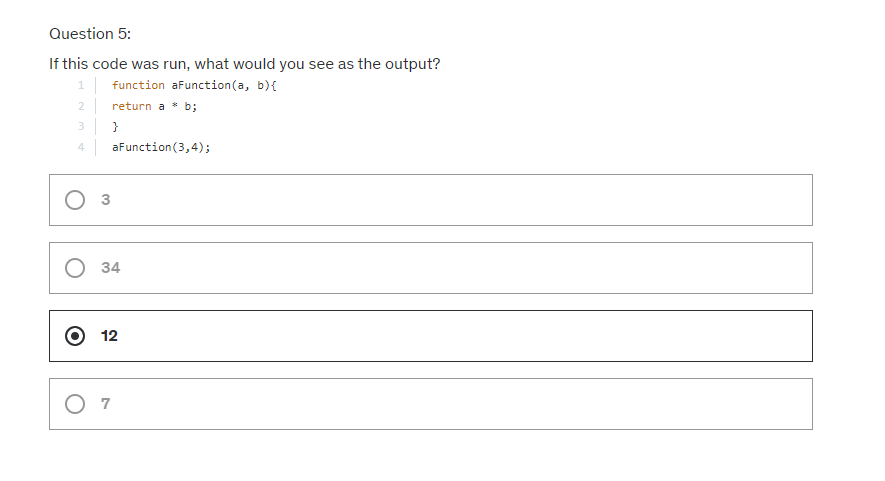 Question 5:
If this code was run, what would you see as the output?
1 function aFunction(a, b){
2 return a * b;
3 }
4 aFunction(3,4);
3
34
12
7